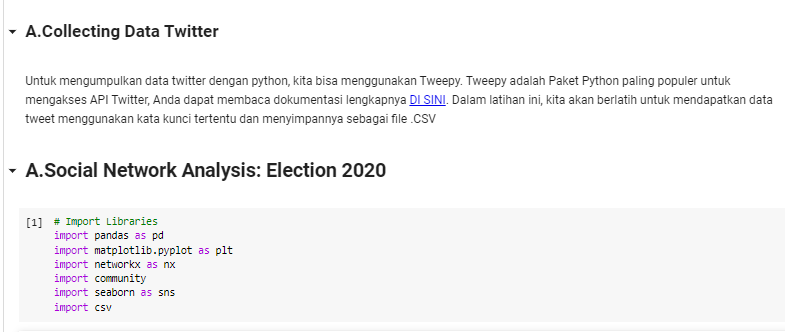 A.Collecting Data Twitter
Untuk mengumpulkan data twitter dengan python, kita bisa menggunakan Tweepy. Tweepy adalah Paket Python paling populer untuk
mengakses API Twitter, Anda dapat membaca dokumentasi lengkapnya DI SINI. Dalam latihan ini, kita akan berlatih untuk mendapatkan data
tweet menggunakan kata kunci tertentu dan menyimpannya sebagai file .CSV
A.Social Network Analysis: Election 2020
[1] # Import Libraries
import pandas as pd
import matplotlib.pyplot as plt
import networkx as nx
import community
import seaborn as sns
import csv